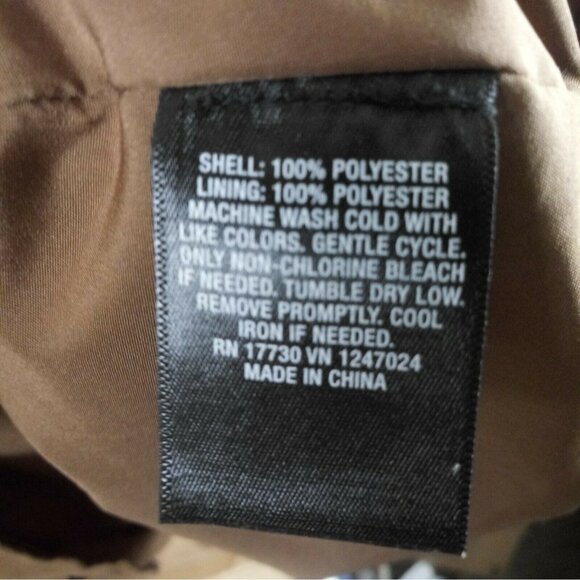 SHELL: 100% POLYESTER
LINING: 100% POLYESTER
MACHINE WASH COLD WITH
LIKE COLORS. GENTLE CYCLE.
ONLY NON-CHLORINE BLEACH
IF NEEDED. TUMBLE DRY LOW.
REMOVE PROMPTLY. COOL
IRON IF NEEDED.
RN 17730 VN 1247024
MADE IN CHINA